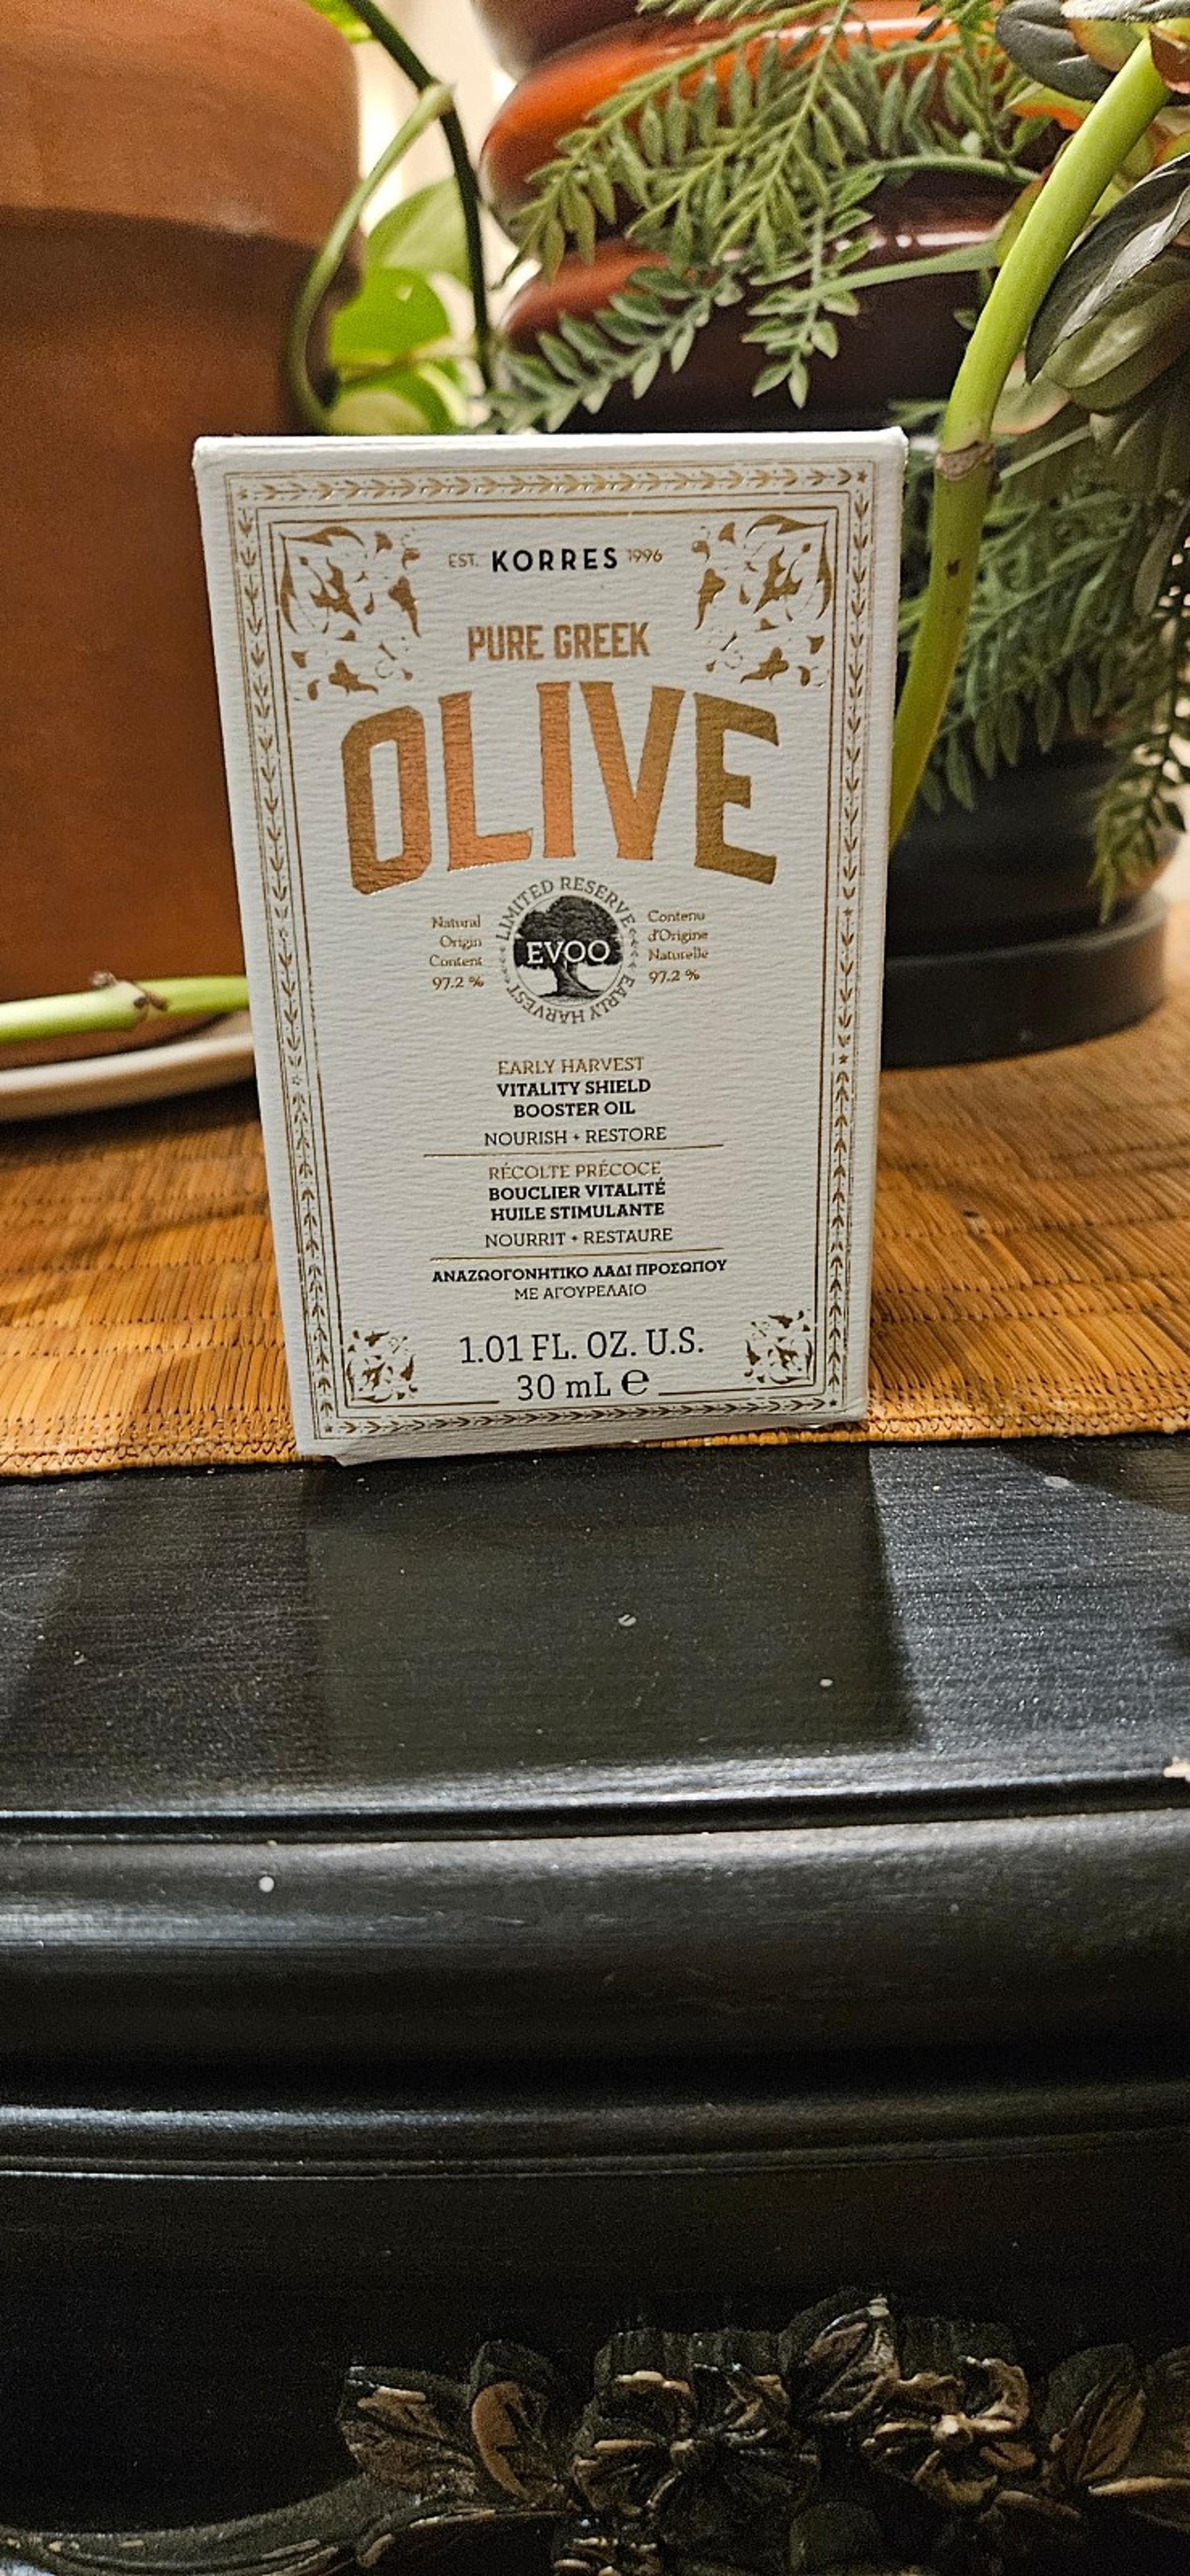 EST. KORRES 1996
PURE GREEK
OLIVE
LIMITED RESERVE
EVOO
EARLY HARVEST
Natural
Origin
Content
97.2 %
Contenu
d'Origine
Naturelle
97.2 %
EARLY HARVEST
VITALITY SHIELD
BOOSTER OIL
NOURISH + RESTORE
RÉCOLTE PRÉCOCE
BOUCLIER VITALITÉ
HUILE STIMULANTE
NOURRIT + RESTAURE
ΑΝΑΖΩΟΓΟΝΗΤΙΚΟ ΛΑΔΙ ΠΡΟΣΩΠΟΥ
ΜΕ ΑΓΟΥΡΕΛΑΙΟ
1.01 FL. OZ. U.S.
30 mL ℮